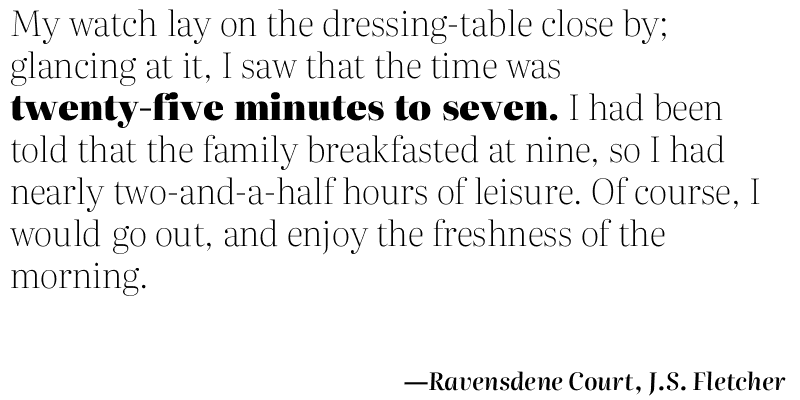 My watch lay on the dressing-table close by;
glancing at it, I saw that the time was
twenty-five minutes to seven. I had been
told that the family breakfasted at nine, so I had
nearly two-and-a-half hours of leisure. Of course, I
would go out, and enjoy the freshness of the
morning.
—Ravensdene Court, J.S. Fletcher